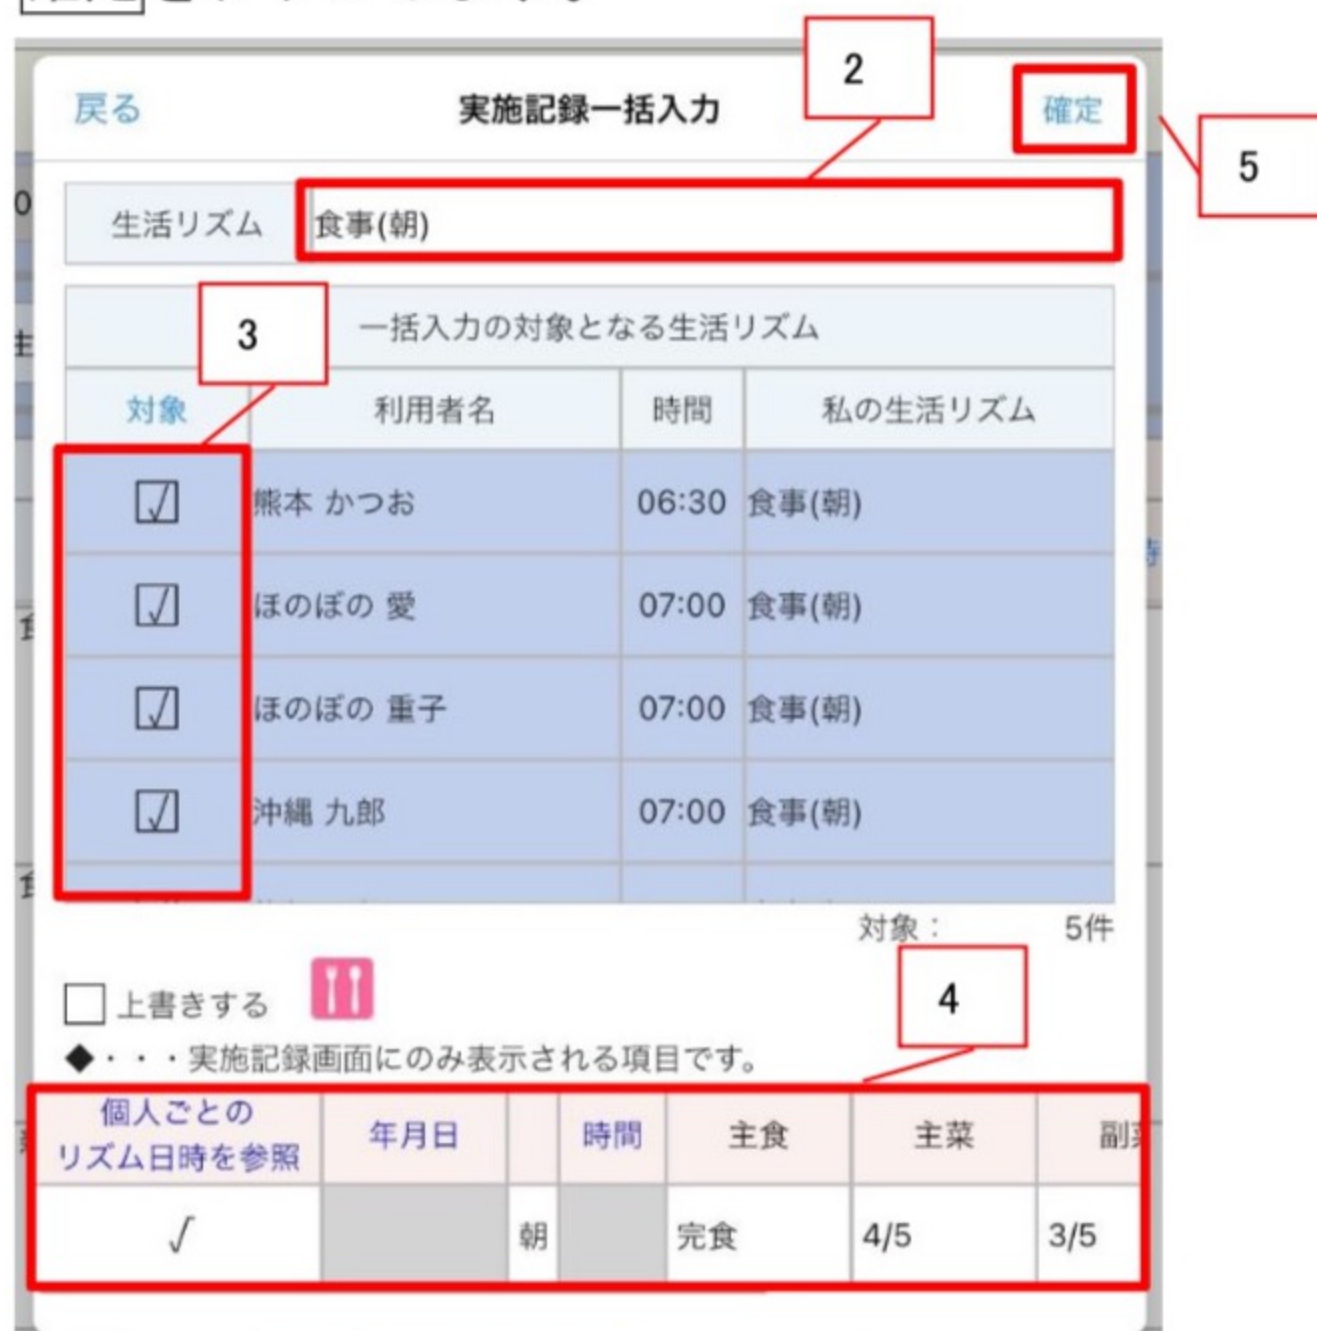 2
戻る 実施記録一括入力 確定
5
生活リズム 食事(朝)
3
一括入力の対象となる生活リズム
対象 利用者名 時間 私の生活リズム
熊本 かつお 06:30 食事(朝)
ほのぼの 愛 07:00 食事(朝)
ほのぼの 重子 07:00 食事(朝)
沖縄 九郎 07:00 食事(朝)
対象： 5件
4
上書きする
◆・・・実施記録画面にのみ表示される項目です。
個人ごとの
リズム日時を参照 年月日 時間 主食 主菜 副
√ 朝 完食 4/5 3/5